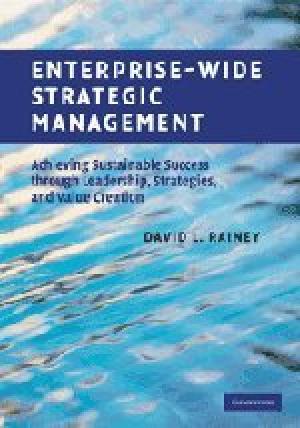 ENTERPRISE-WIDE
STRATEGIC
MANAGEMENT
Achieving Sustainable Success
through Leadership, Strategies,
and Value Creation
DAVID L. RAINEY